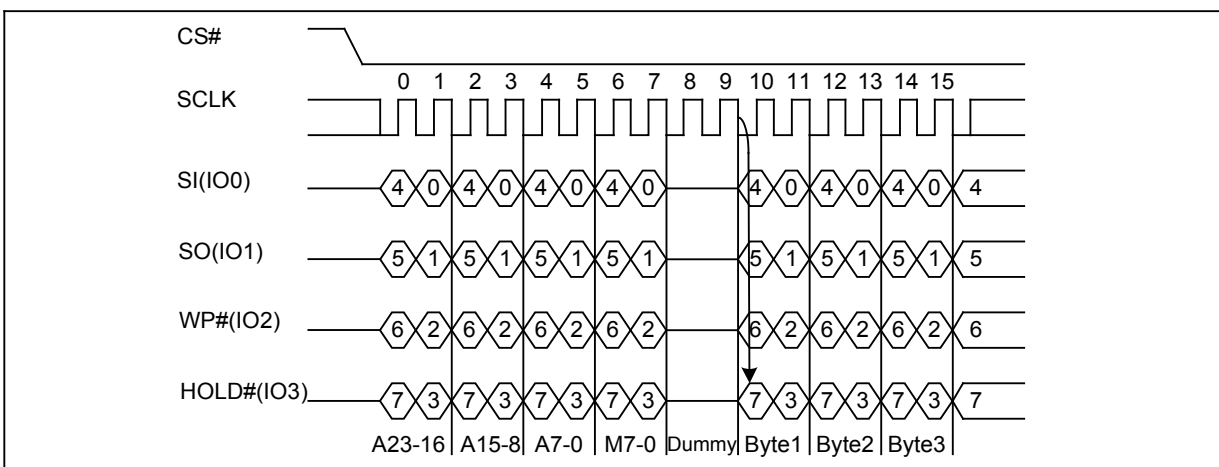 CS#
0 1 2 3 4 5 6 7 8 9 10 11 12 13 14 15
SCLK
SI(IO0) 4 0 4 0 4 0 4 0 4 0 4 0 4 0 4
SO(IO1) 5 1 5 1 5 1 5 1 5 1 5 1 5 1 5
WP#(IO2) 6 2 6 2 6 2 6 2 6 2 6 2 6 2 6
HOLD#(IO3) 7 3 7 3 7 3 7 3 7 3 7 3 7 3 7
A23-16 A15-8 A7-0 M7-0 Dummy Byte1 Byte2 Byte3